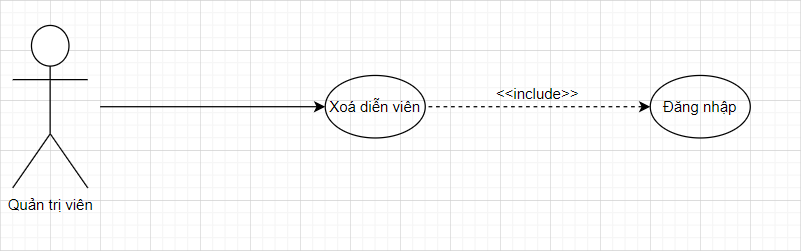 <<include>>
Xoá diễn viên
Đăng nhập
Quản trị viên